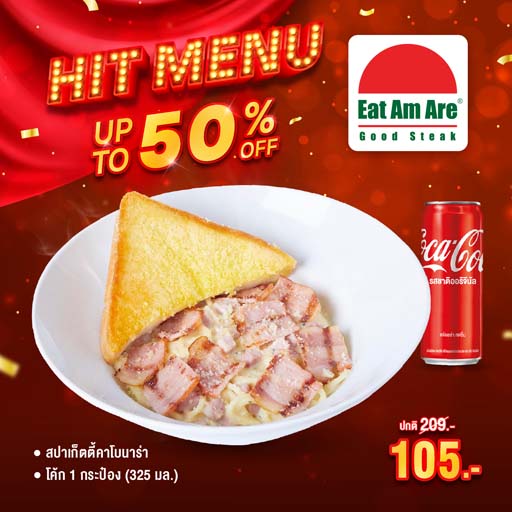 HIT MENU
UP TO 50% OFF
Eat Am Are®
Good Steak
Coca-Cola
รสชาติออริจินัล
• สปาเก็ตตี้คาโบนาร่า
• โค้ก 1 กระป๋อง (325 มล.)
ปกติ 209.-
105.-